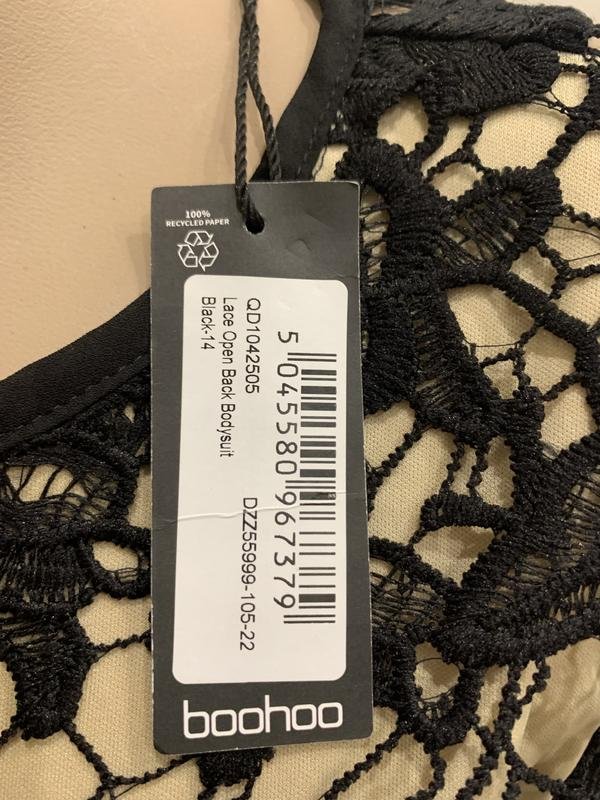 100%
RECYCLED PAPER
5 045580 967379
QD1042505 DZZ55999-105-22
Lace Open Back Bodysuit
Black-14
boohoo